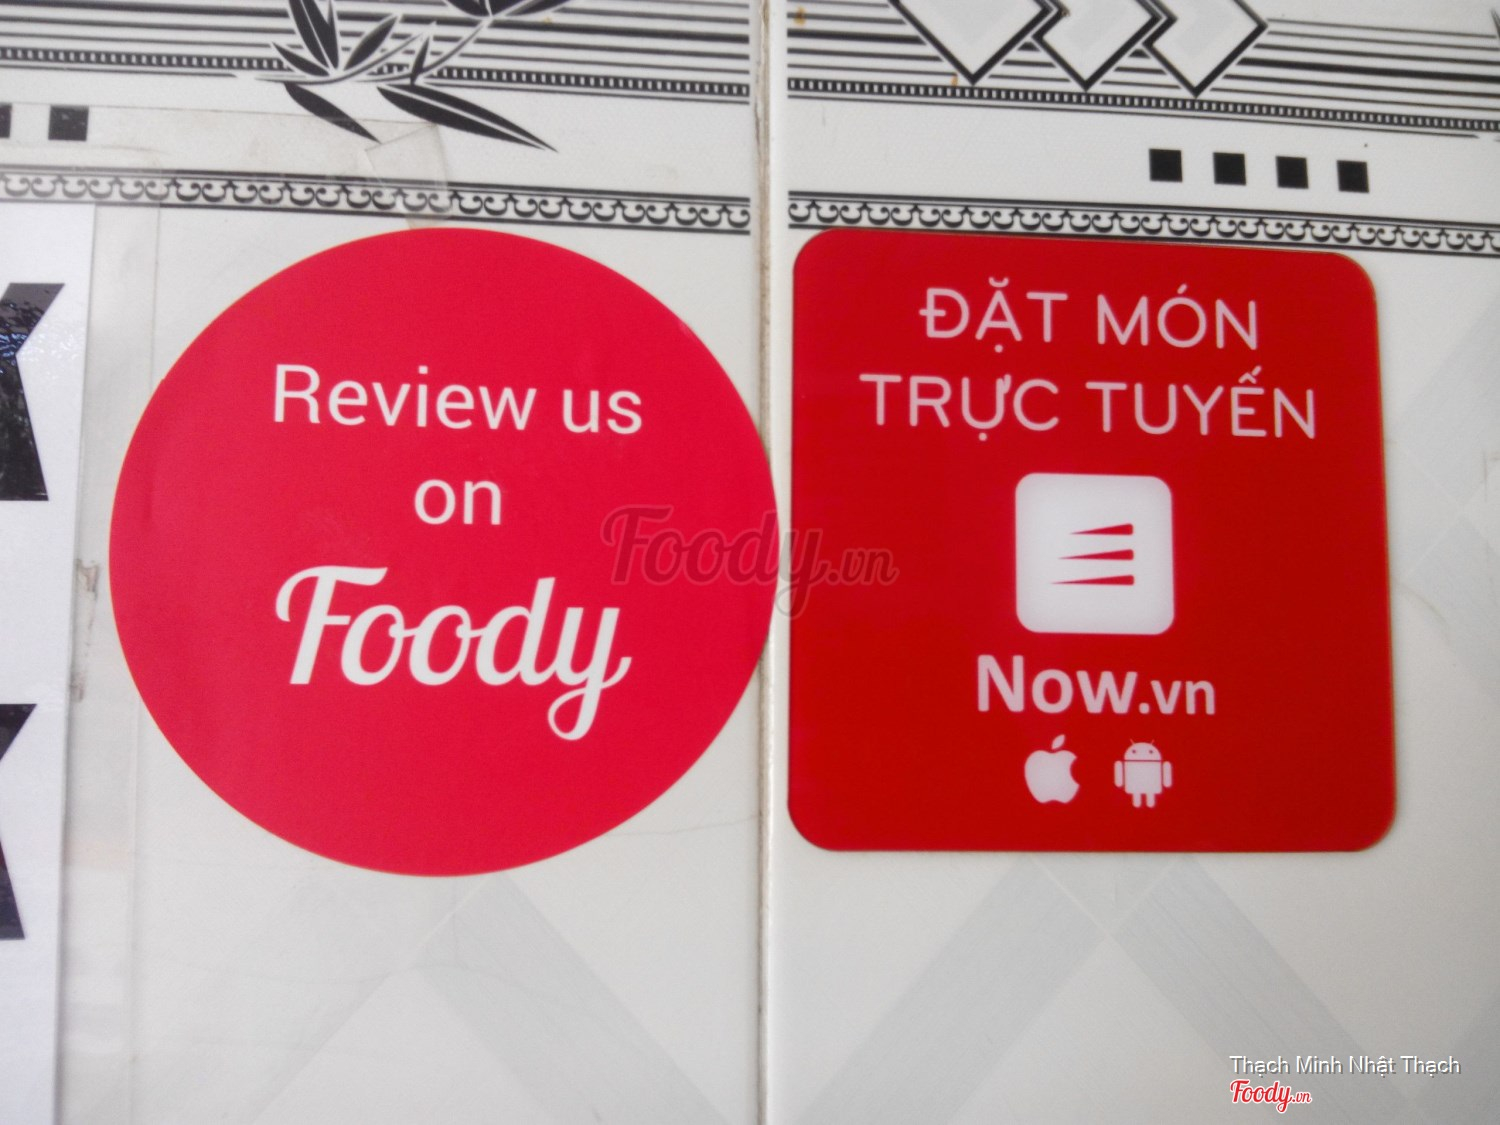 Review us
on
Foody
ĐẶT MÓN
TRỰC TUYẾN
Now.vn
Foody.vn
Thạch Minh Nhật Thạch
Foody.vn